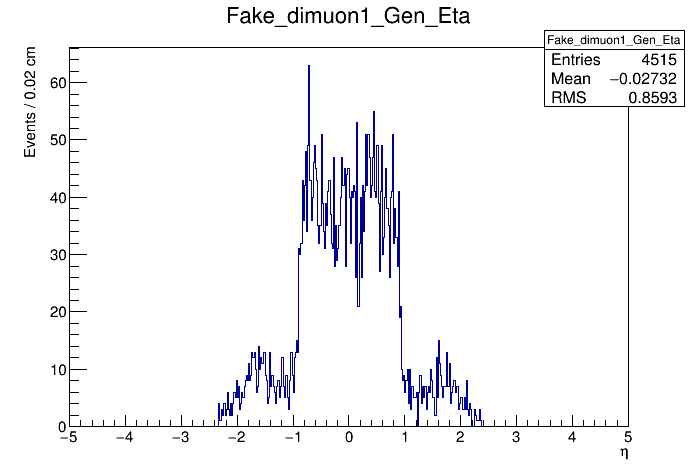 Fake_dimuon1_Gen_Eta
Fake_dimuon1_Gen_Eta
Entries 4515
Mean −0.02732
RMS 0.8593
Events / 0.02 cm
60
50
40
30
20
10
0
−5 −4 −3 −2 −1 0 1 2 3 4 5
η